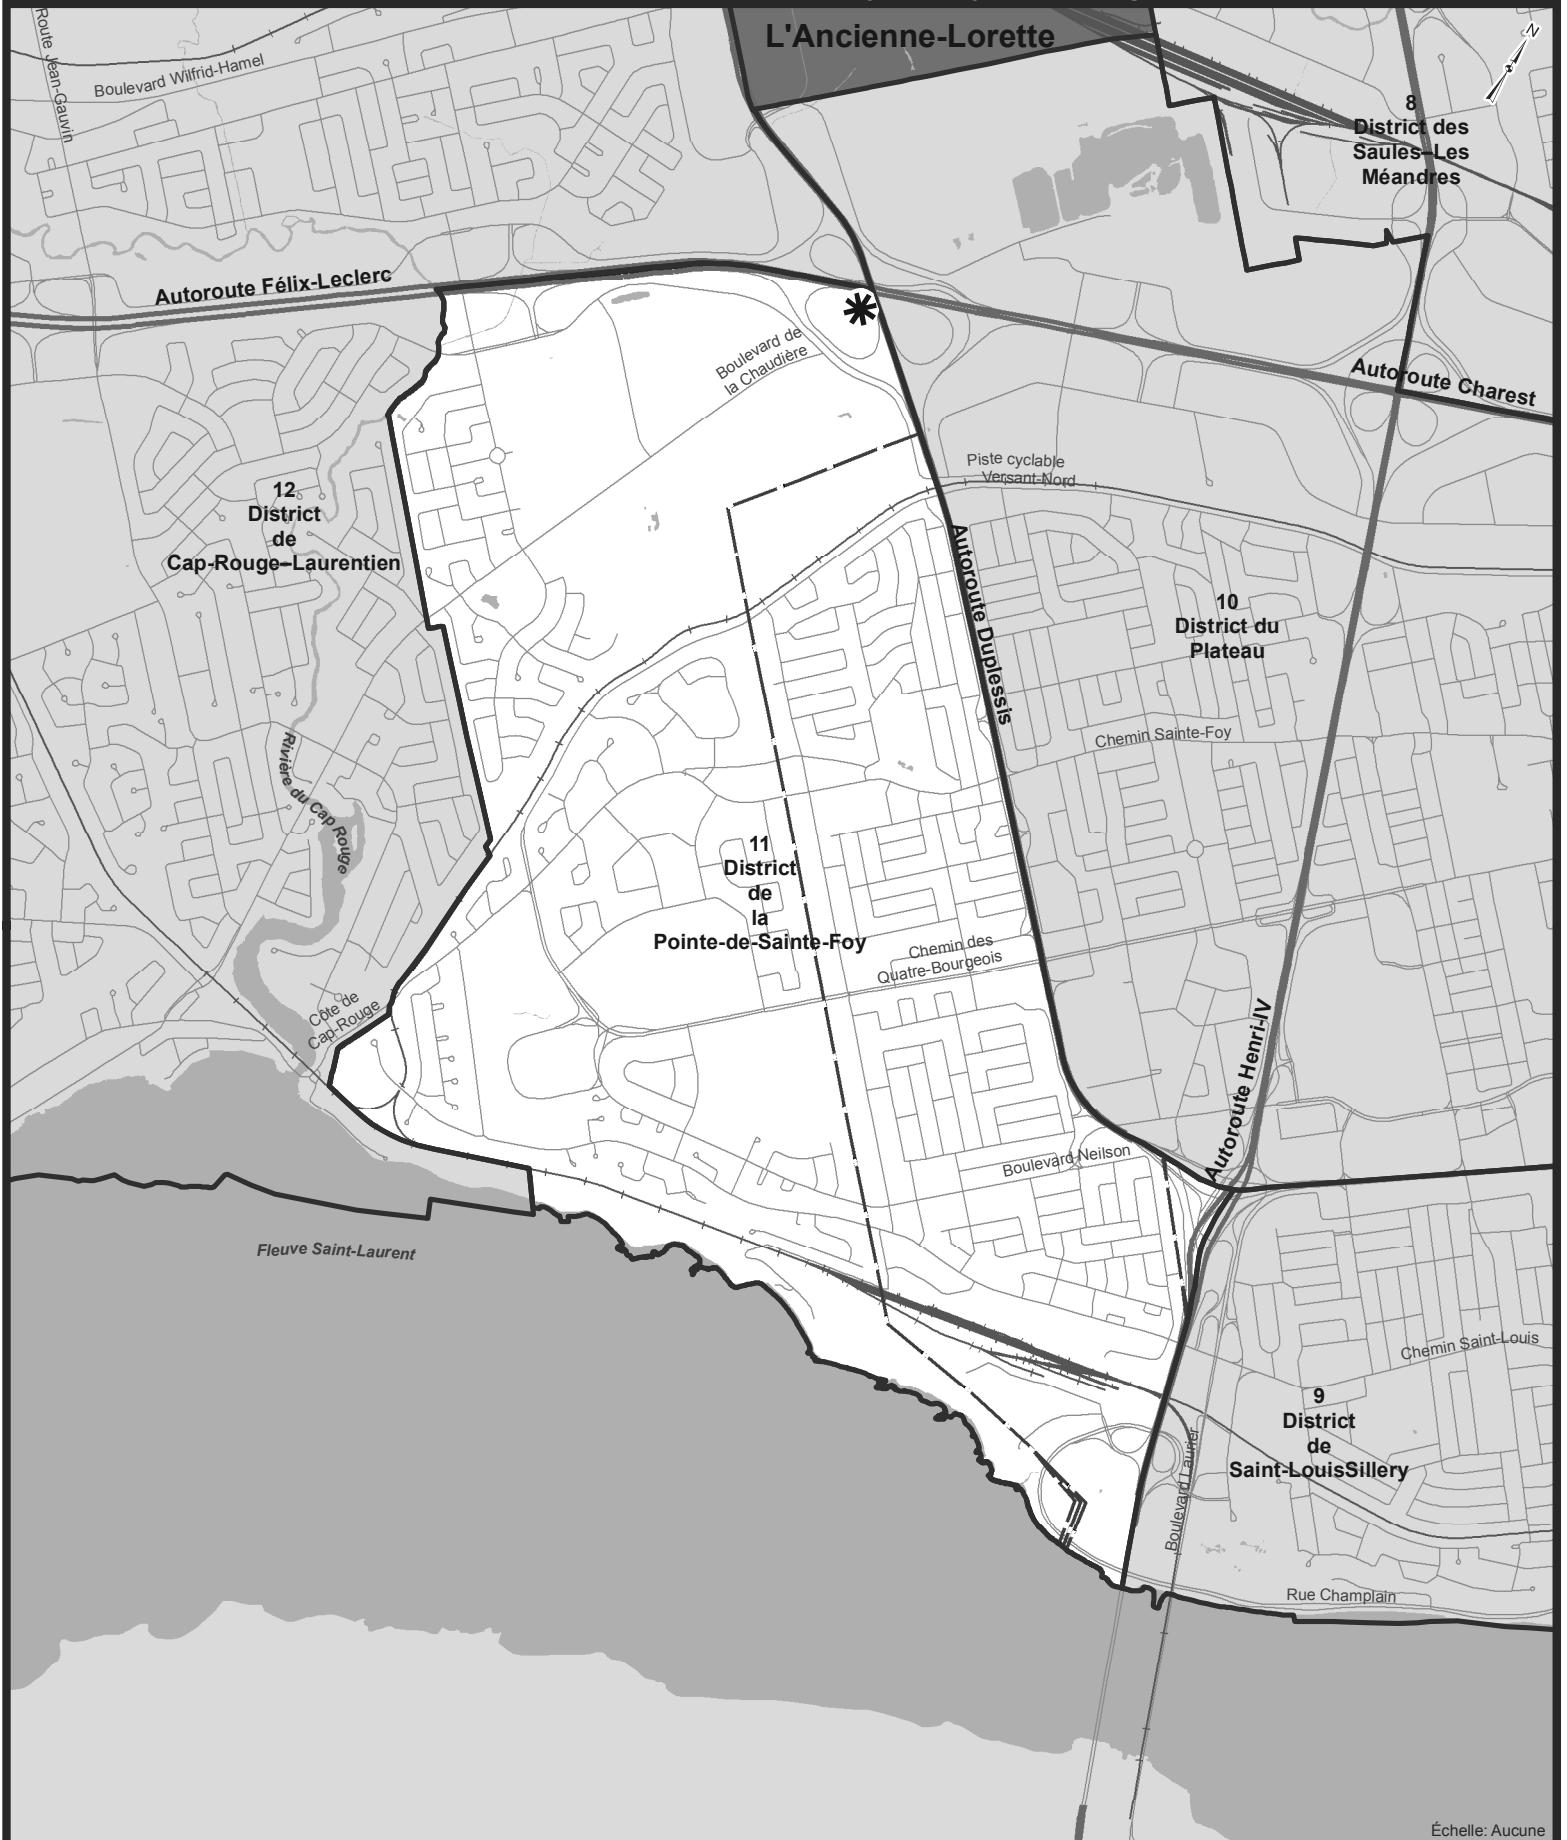 L'Ancienne-Lorette
N
Route Jean-Gauvin
Boulevard Wilfrid-Hamel
8
District des
Saules–Les
Méandres
Autoroute Félix-Leclerc
Boulevard de
la Chaudière
Autoroute Charest
Piste cyclable
Versant-Nord
12
District
de
Cap-Rouge–Laurentien
Autoroute Duplessis
10
District du
Plateau
Chemin Sainte-Foy
Rivière du Cap Rouge
11
District
de
la
Pointe-de-Sainte-Foy
Chemin des
Quatre-Bourgeois
Côte de
Cap-Rouge
Autoroute Henri-IV
Boulevard Neilson
Fleuve Saint-Laurent
Chemin Saint-Louis
9
District
de
Saint-LouisSillery
Boulevard Laurier
Rue Champlain
Échelle: Aucune